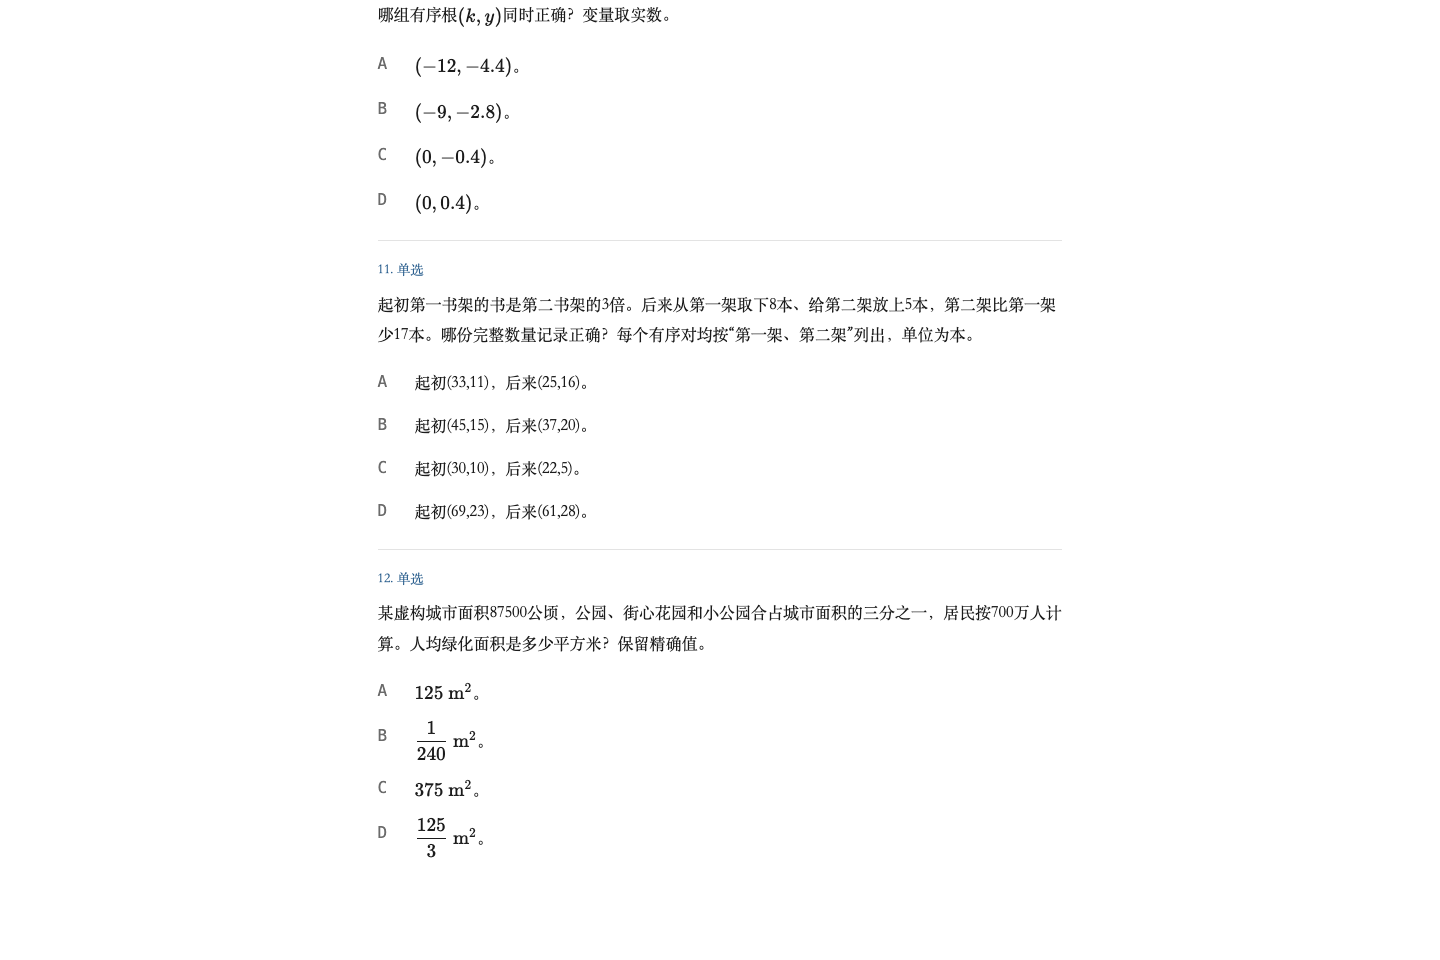 哪组有序根(k, y)同时正确？变量取实数。
A (−12, −4.4)。
B (−9, −2.8)。
C (0, −0.4)。
D (0, 0.4)。
11. 单选
起初第一书架的书是第二书架的3倍。后来从第一架取下8本、给第二架放上5本，第二架比第一架
少17本。哪份完整数量记录正确？每个有序对均按“第一架、第二架”列出，单位为本。
A 起初(33,11)，后来(25,16)。
B 起初(45,15)，后来(37,20)。
C 起初(30,10)，后来(22,5)。
D 起初(69,23)，后来(61,28)。
12. 单选
某虚构城市面积87500公顷，公园、街心花园和小公园合占城市面积的三分之一，居民按700万人计
算。人均绿化面积是多少平方米？保留精确值。
A 125 m²。
B 1/240 m²。
C 375 m²。
D 125/3 m²。